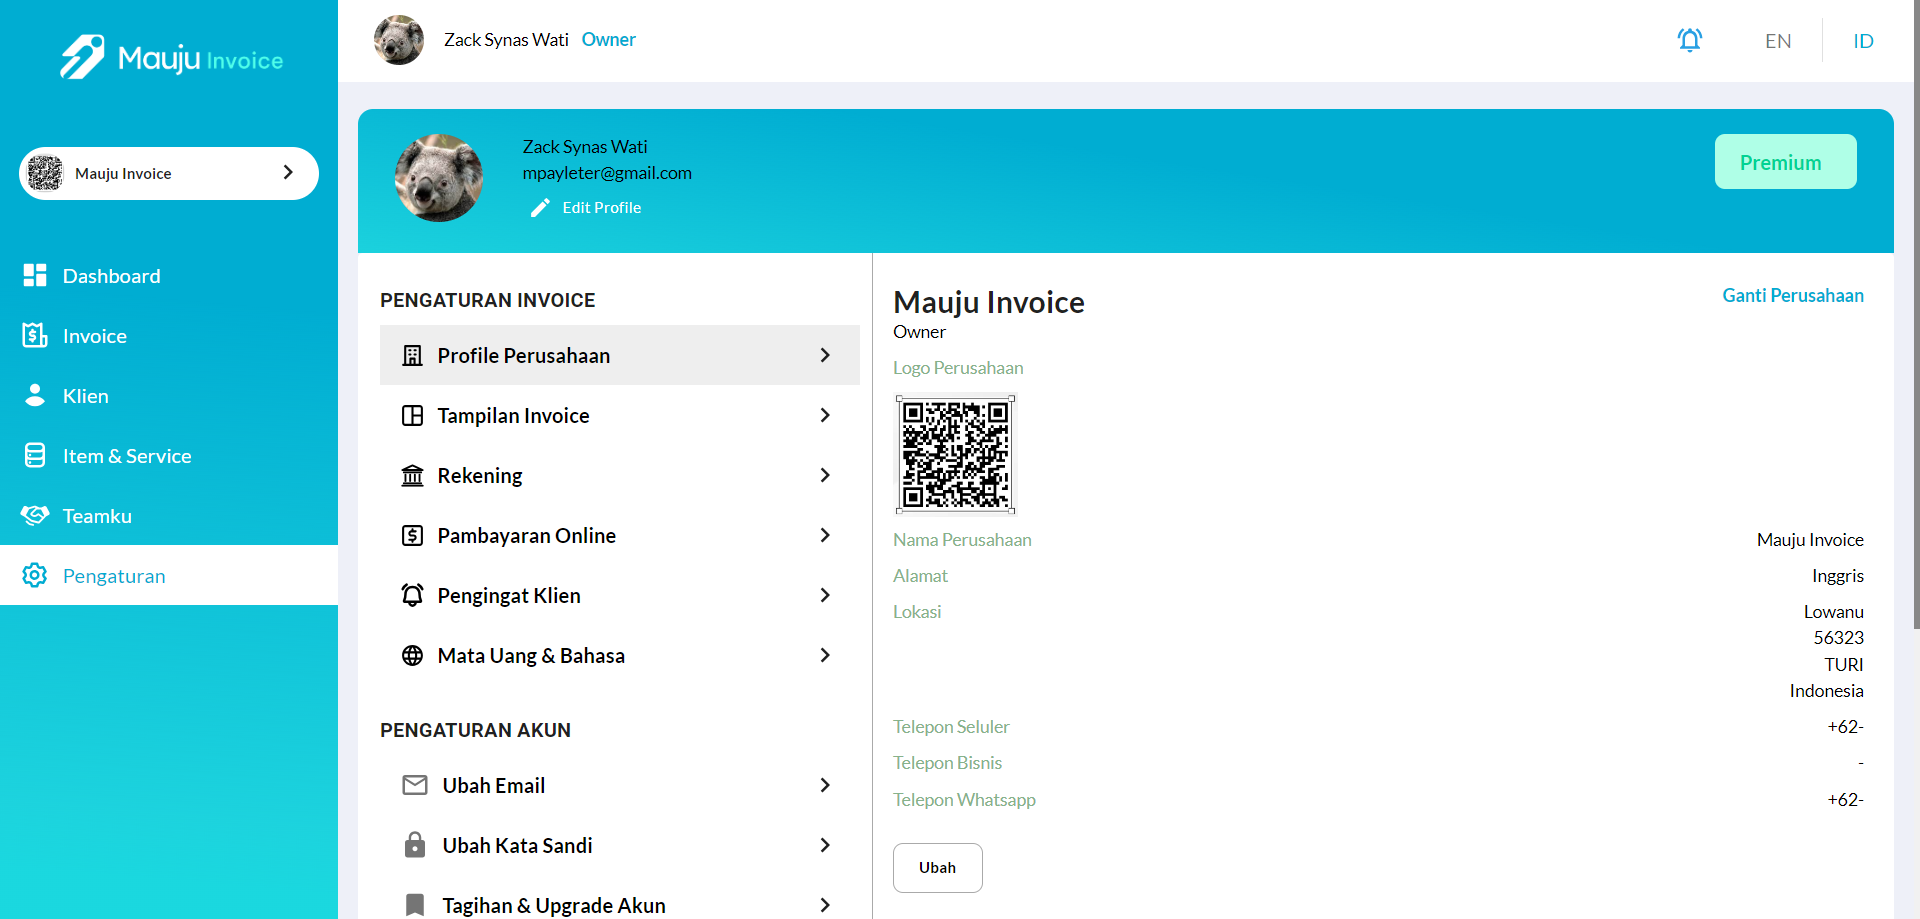 Mauju Invoice
Mauju Invoice
Dashboard
Invoice
Klien
Item & Service
Teamku
Pengaturan
Zack Synas Wati Owner
EN
ID
Zack Synas Wati
mpayleter@gmail.com
Edit Profile
Premium
PENGATURAN INVOICE
Profile Perusahaan
Tampilan Invoice
Rekening
Pambayaran Online
Pengingat Klien
Mata Uang & Bahasa
PENGATURAN AKUN
Ubah Email
Ubah Kata Sandi
Tagihan & Upgrade Akun
Mauju Invoice
Ganti Perusahaan
Owner
Logo Perusahaan
Nama Perusahaan Mauju Invoice
Alamat Inggris
Lokasi Lowanu
56323
TURI
Indonesia
Telepon Seluler +62-
Telepon Bisnis -
Telepon Whatsapp +62-
Ubah